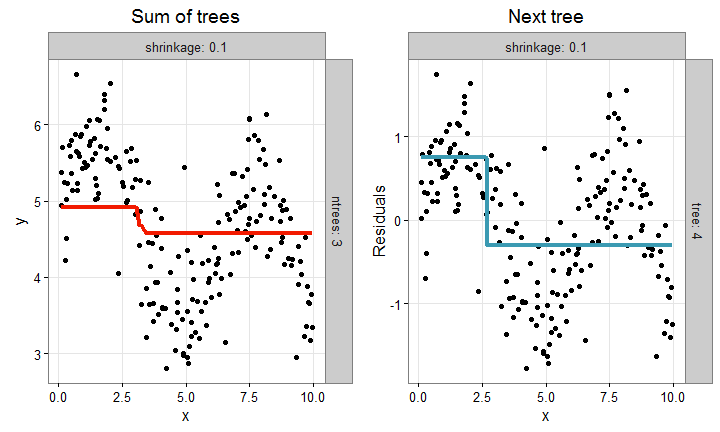 Sum of trees
shrinkage: 0.1
y
6
5
4
3
ntrees: 3
0.0 2.5 5.0 7.5 10.0
x
Next tree
shrinkage: 0.1
Residuals
1
0
-1
tree: 4
0.0 2.5 5.0 7.5 10.0
x